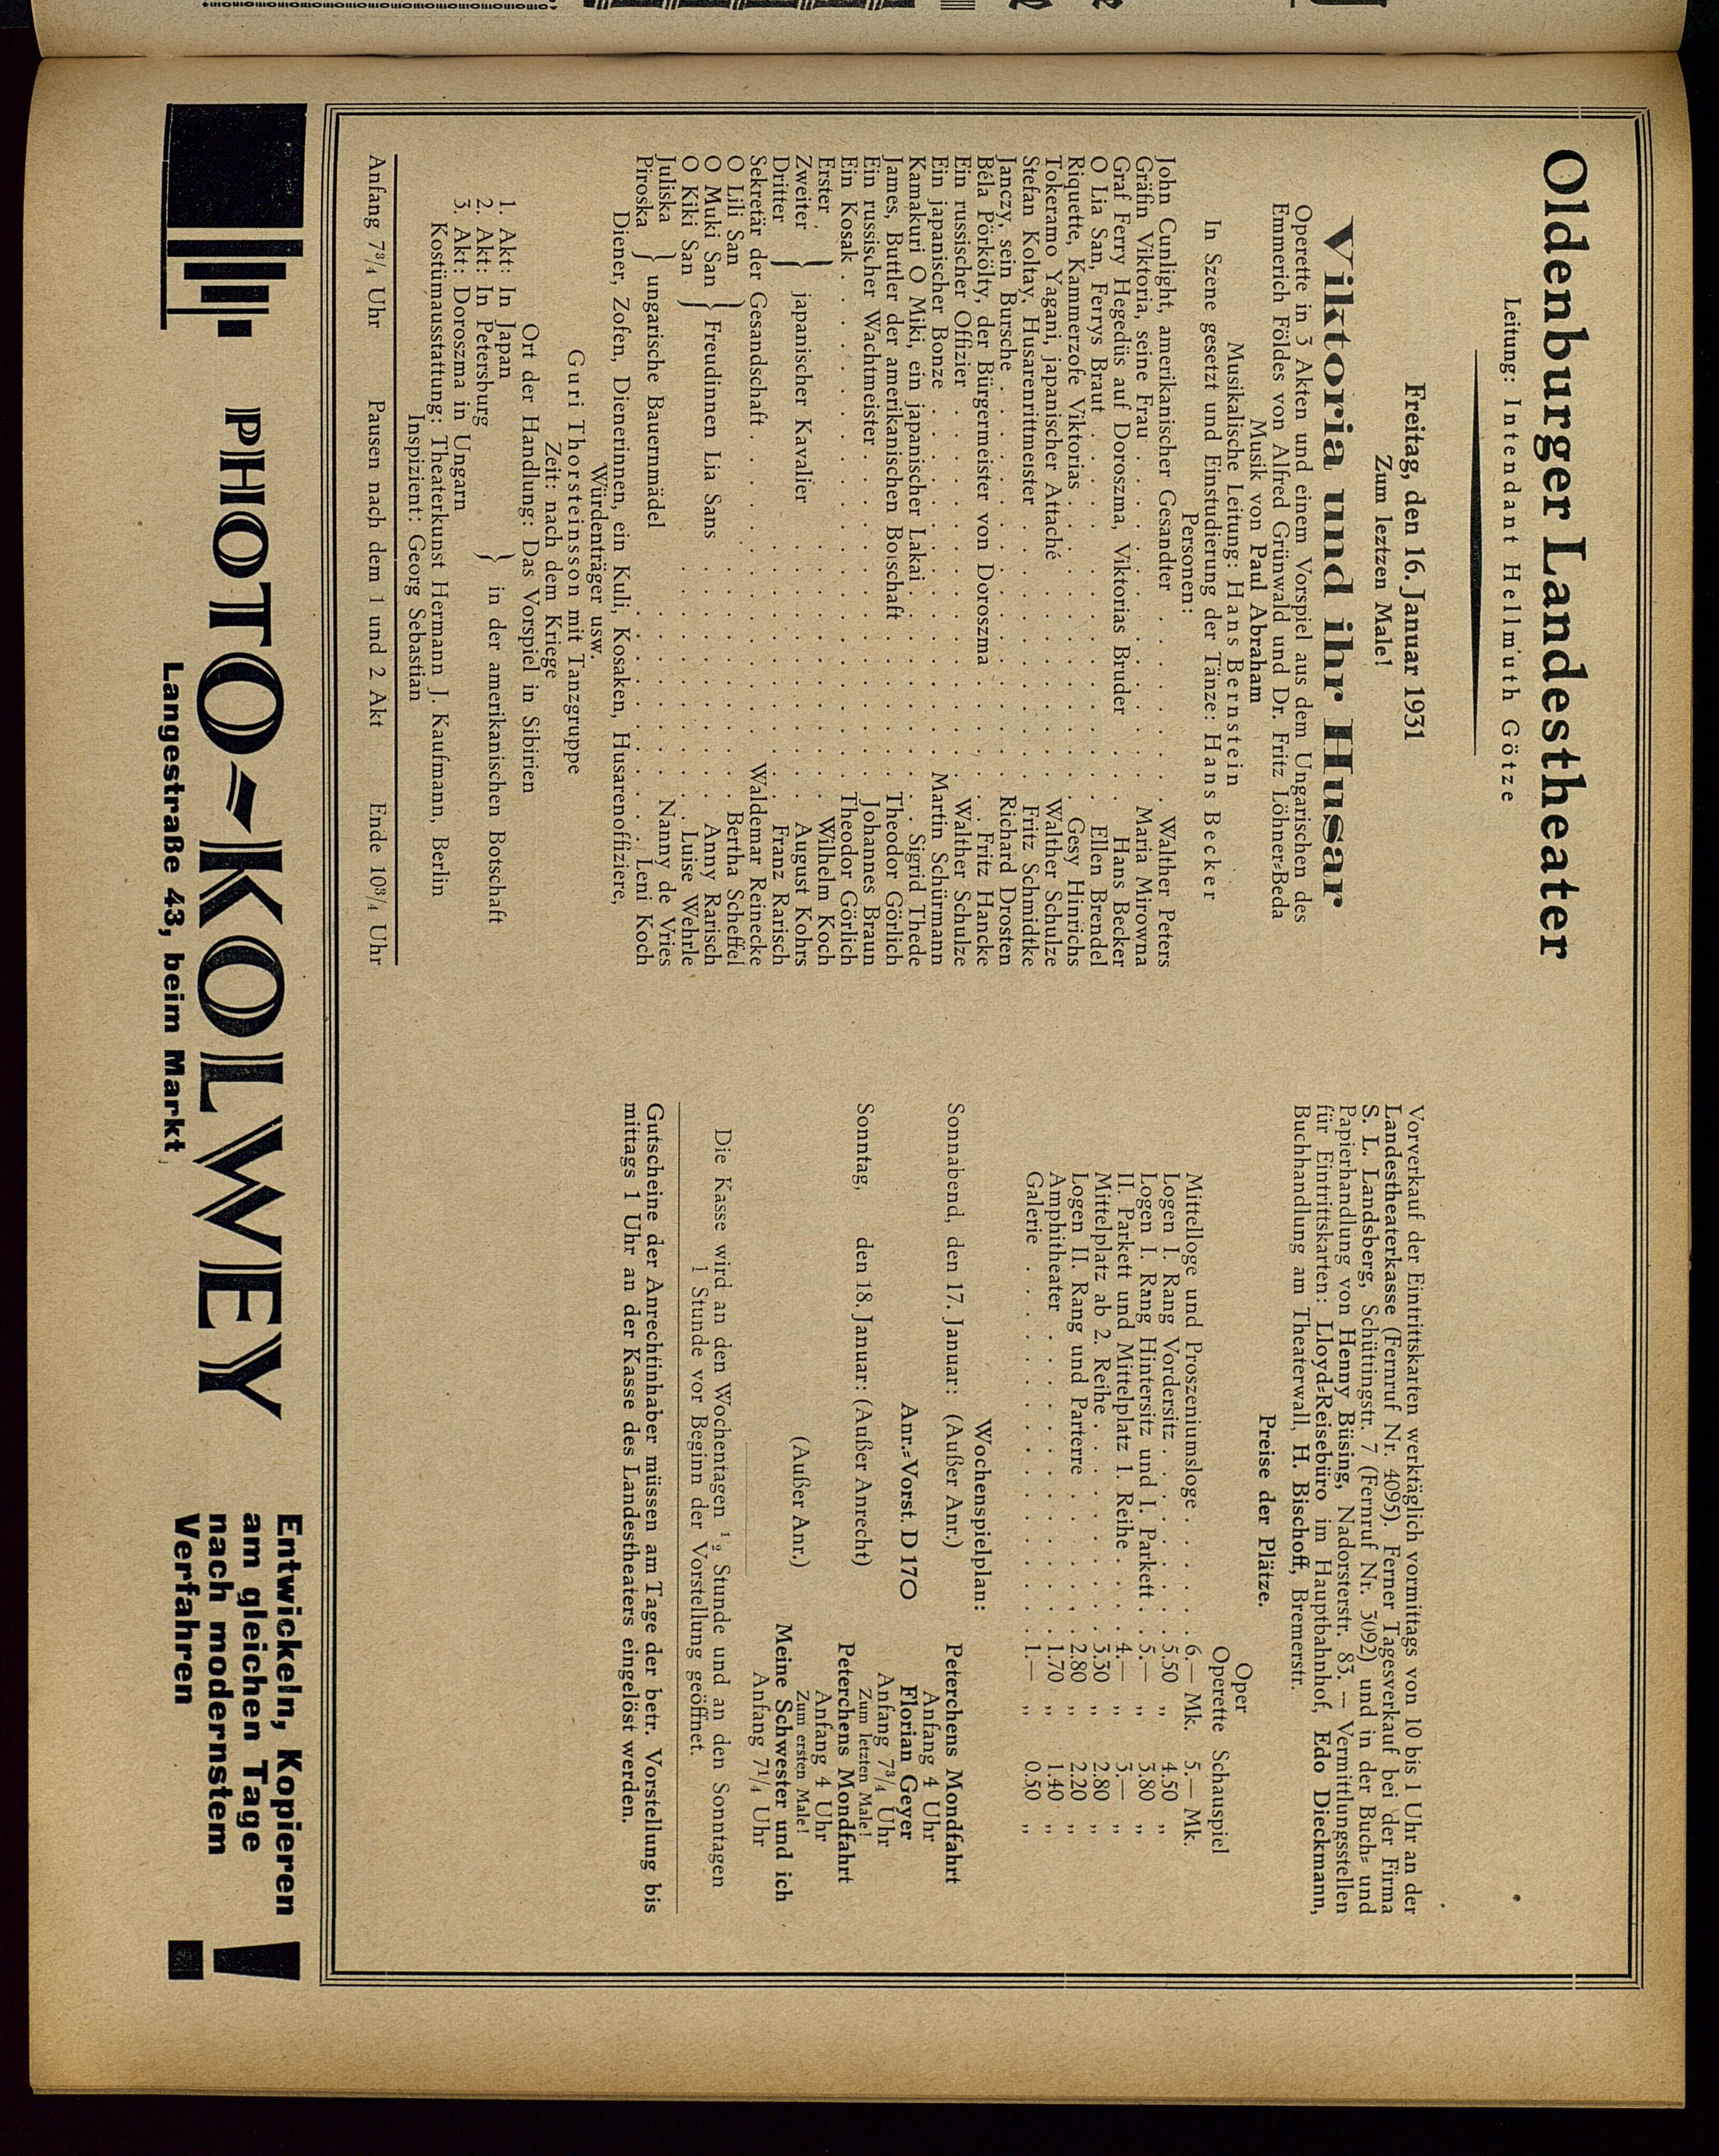 Oldenburger Landestheater
Leitung: Intendant Hellmuth Götze
Freitag, den 16. Januar 1931
Zum leztzen Male!
Viktoria und ihr Husar
Operette in 3 Akten und einem Vorspiel aus dem Ungarischen des
Emmerich Földes von Alfred Grünwald und Dr. Fritz Löhner-Beda
Musik von Paul Abraham
Musikalische Leitung: Hans Bernstein
In Szene gesetzt und Einstudierung der Tänze: Hans Becker
Personen:
John Cunlight, amerikanischer Gesandter . . . . . . . Walther Peters
Gräfin Viktoria, seine Frau . . . . . . . . . . . Maria Mirowna
Graf Ferry Hegedüs auf Doroszma, Viktorias Bruder . . . . Hans Becker
O Lia San, Ferrys Braut . . . . . . . . . . . . Ellen Brendel
Riquette, Kammerzofe Viktorias . . . . . . . . . . Gesy Hinrichs
Tokeramo Yagani, japanischer Attaché . . . . . . . . Walther Schulze
Stefan Koltay, Husarenrittmeister . . . . . . . . . Fritz Schmidtke
Janczy, sein Bursche . . . . . . . . . . . . . Richard Drosten
Béla Pörkölty, der Bürgermeister von Doroszma . . . . . Fritz Hancke
Ein russischer Offizier . . . . . . . . . . . . Walther Schulze
Ein japanischer Bonze . . . . . . . . . . . . Martin Schürmann
Kamakuri O Miki, ein japanischer Lakai . . . . . . . . Sigrid Thede
James, Buttler der amerikanischen Botschaft . . . . . . Theodor Görlich
Ein russischer Wachtmeister . . . . . . . . . . . Johannes Braun
Ein Kosak . . . . . . . . . . . . . . . . Theodor Görlich
Erster . . . . . . . . . . Wilhelm Koch
Zweiter } japanischer Kavalier . . . . . . . . . August Kohrs
Dritter . . . . . . . . . . Franz Rarisch
Sekretär der Gesandschaft . . . . . . . . . . . Waldemar Reinecke
O Lili San . . . . . . . . . . Bertha Scheffel
O Muki San } Freudinnen Lia Sans . . . . . . . . Anny Rarisch
O Kiki San . . . . . . . . . . Luise Wehrle
Juliska } ungarische Bauernmädel . . . . . . . . Nanny de Vries
Piroska . . . . . . . . Leni Koch
Diener, Zofen, Dienerinnen, ein Kuli, Kosaken, Husarenoffiziere,
Würdenträger usw.
Guri Thorsteinsson mit Tanzgruppe
Zeit: nach dem Kriege
Ort der Handlung: Das Vorspiel in Sibirien
1. Akt: In Japan
2. Akt: In Petersburg } in der amerikanischen Botschaft
3. Akt: Doroszma in Ungarn
Kostümausstattung: Theaterkunst Hermann J. Kaufmann, Berlin
Inspizient: Georg Sebastian
Anfang 7³/₄ Uhr Pausen nach dem 1 und 2. Akt Ende 10³/₄ Uhr
Vorverkauf der Eintrittskarten werktäglich vormittags von 10 bis 1 Uhr an der
Landestheaterkasse (Fernruf Nr. 4095). Ferner Tagesverkauf bei der Firma
S. L. Landsberg, Schüttingstr. 7 (Fernruf Nr. 3092) und in der Buch- und
Papierhandlung von Henny Büsing, Nadorsterstr. 83. — Vermittlungsstellen
für Eintrittskarten: Lloyd-Reisebüro im Hauptbahnhof, Edo Dieckmann,
Buchhandlung am Theaterwall, H. Bischoff, Bremerstr.
Preise der Plätze.
Oper
Operette Schauspiel
Mittelloge und Proszeniumsloge . . . . . 6.— Mk. 5.— Mk.
Logen I. Rang Vordersitz . . . . . . . 5.50 „ 4.50 „
Logen I. Rang Hintersitz und I. Parkett . . 5.— „ 3.80 „
II. Parkett und Mittelplatz 1. Reihe . . . . 4.— „ 3.— „
Mittelplatz ab 2. Reihe . . . . . . . . 3.30 „ 2.80 „
Logen II. Rang und Parterre . . . . . . 2.80 „ 2.20 „
Amphitheater . . . . . . . . . . . 1.70 „ 1.40 „
Galerie . . . . . . . . . . . . . 1.— „ 0.50 „
Wochenspielplan:
Sonnabend, den 17. Januar: (Außer Anr.) Peterchens Mondfahrt
Anfang 4 Uhr
Anr.-Vorst. D 17O Florian Geyer
Anfang 7³/₄ Uhr
Zum letzten Male!
Sonntag, den 18. Januar: (Außer Anrecht) Peterchens Mondfahrt
Anfang 4 Uhr
Zum ersten Male!
(Außer Anr.) Meine Schwester und ich
Anfang 7¹/₄ Uhr
Die Kasse wird an den Wochentagen ¹/₂ Stunde und an den Sonntagen
1 Stunde vor Beginn der Vorstellung geöffnet.
Gutscheine der Anrechtinhaber müssen am Tage der betr. Vorstellung bis
mittags 1 Uhr an der Kasse des Landestheaters eingelöst werden.
PHOTO-KOLWEY
Langestraße 43, beim Markt
Entwickeln, Kopieren
am gleichen Tage
nach modernstem
Verfahren !